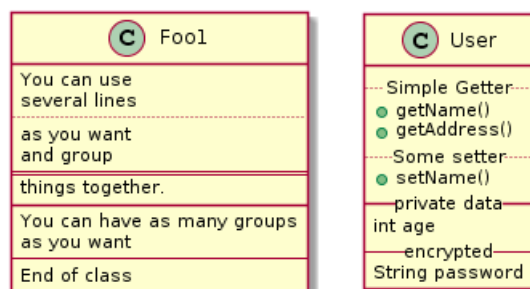 C Foo1
You can use
several lines
as you want
and group
things together.
You can have as many groups
as you want
End of class
C User
Simple Getter
getName()
getAddress()
Some setter
setName()
private data
int age
encrypted
String password